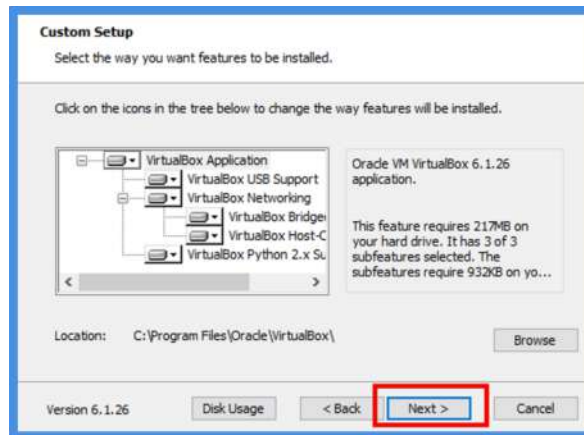 Custom Setup
Select the way you want features to be installed.
Click on the icons in the tree below to change the way features will be installed.
VirtualBox Application
VirtualBox USB Support
VirtualBox Networking
VirtualBox Bridge
VirtualBox Host-C
VirtualBox Python 2.x Su
Oracle VM VirtualBox 6.1.26
application.
This feature requires 217MB on
your hard drive. It has 3 of 3
subfeatures selected. The
subfeatures require 932KB on yo...
Location: C:\Program Files\Oracle\VirtualBox\
Browse
Version 6.1.26 Disk Usage < Back Next > Cancel